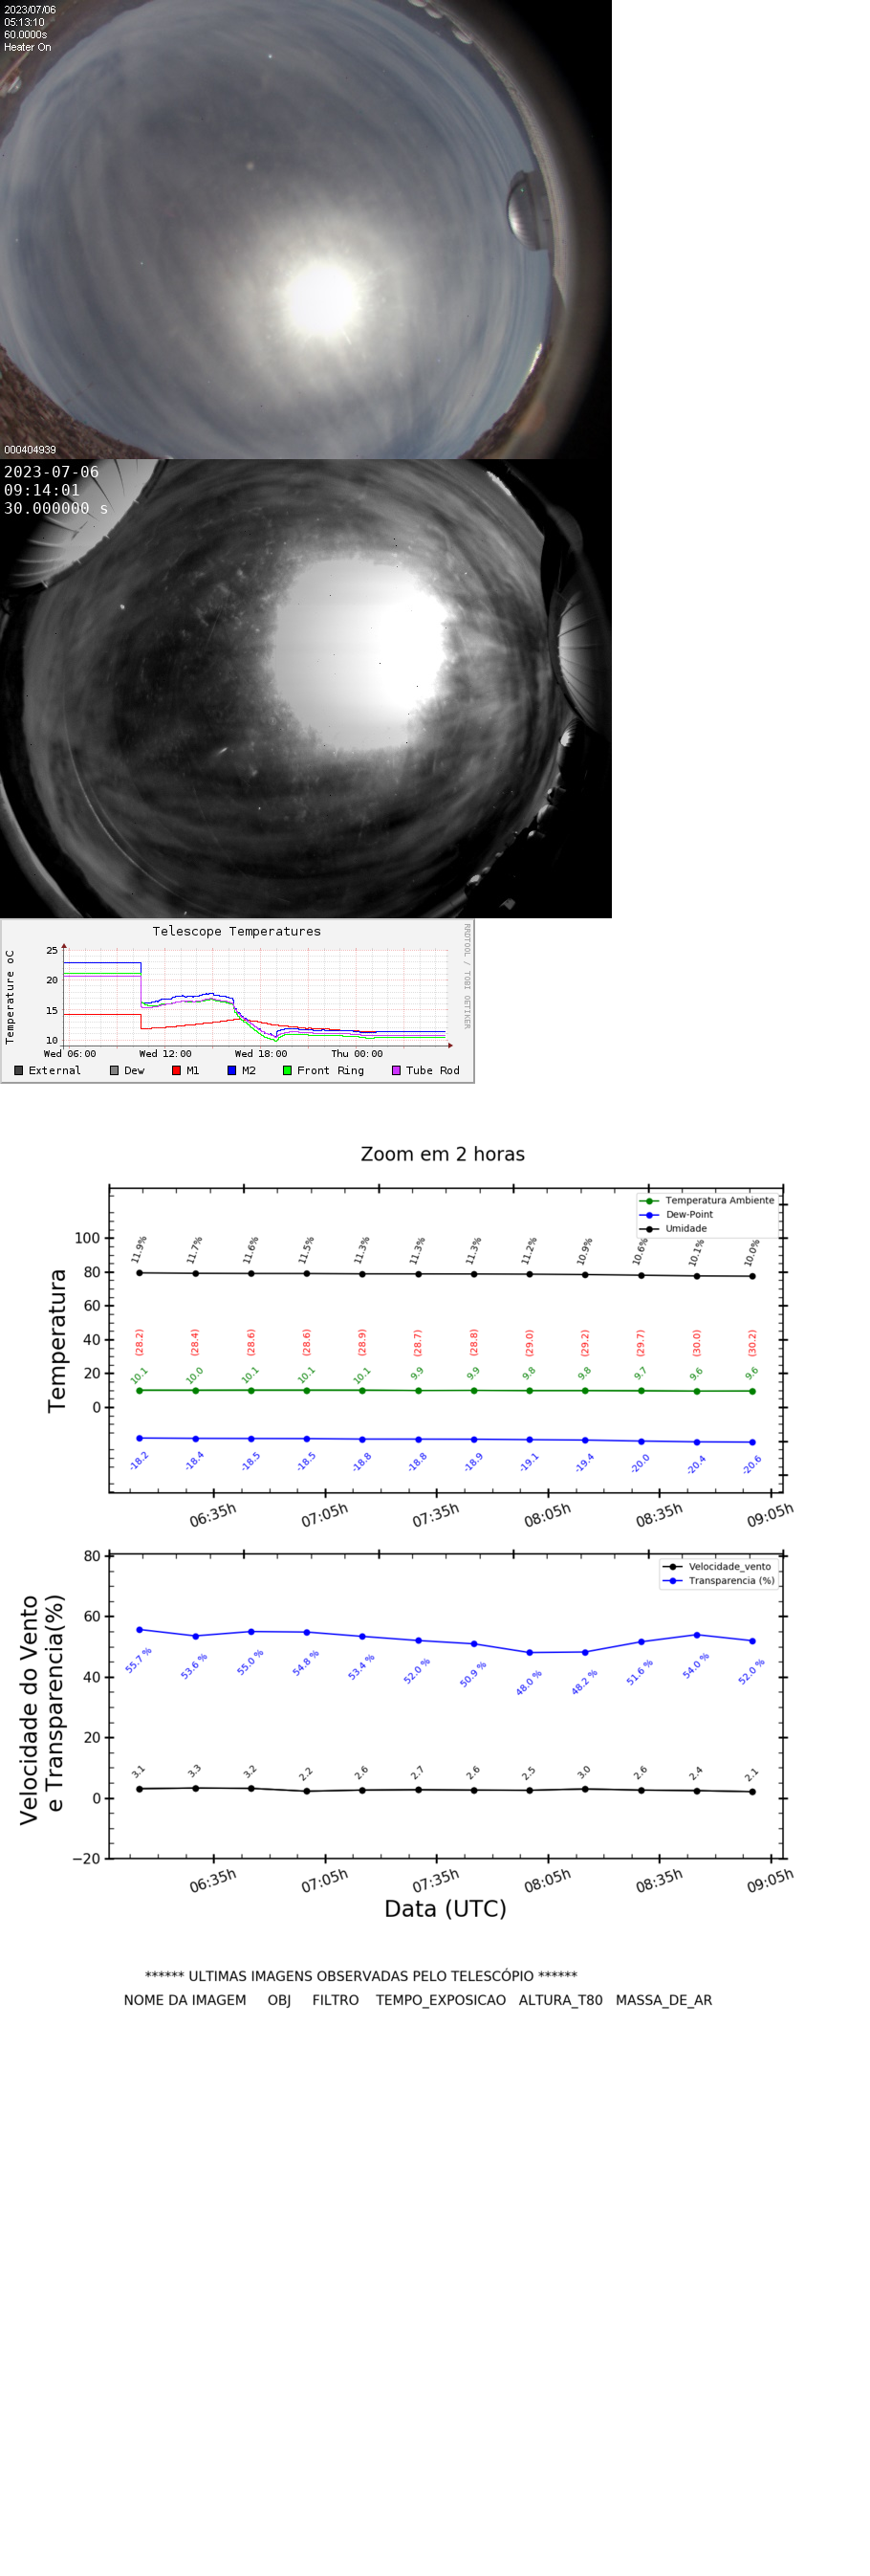 2023/07/06
05:13:10
60.0000s
Heater On
000404939
2023-07-06
09:14:01
30.000000 s
Telescope Temperatures
RRDTOOL / TOBI OETIKER
Temperature oC
25
20
15
10
Wed 06:00 Wed 12:00 Wed 18:00 Thu 00:00
External Dew M1 M2 Front Ring Tube Rod
Zoom em 2 horas
Temperatura Ambiente
Dew-Point
Umidade
Temperatura
100
80
60
40
20
0
11.9% 11.7% 11.6% 11.5% 11.3% 11.3% 11.3% 11.2% 10.9% 10.6% 10.1% 10.0%
(28.2) (28.4) (28.6) (28.6) (28.9) (28.7) (28.8) (29.0) (29.2) (29.7) (30.0) (30.2)
10.1 10.0 10.1 10.1 10.1 9.9 9.9 9.8 9.8 9.7 9.6 9.6
-18.2 -18.4 -18.5 -18.5 -18.8 -18.8 -18.9 -19.1 -19.4 -20.0 -20.4 -20.6
06:35h 07:05h 07:35h 08:05h 08:35h 09:05h
Velocidade do Vento
e Transparencia(%)
Velocidade_vento
Transparencia (%)
80
60
40
20
0
−20
55.7 % 53.6 % 55.0 % 54.8 % 53.4 % 52.0 % 50.9 % 48.0 % 48.2 % 51.6 % 54.0 % 52.0 %
3.1 3.3 3.2 2.2 2.6 2.7 2.6 2.5 3.0 2.6 2.4 2.1
06:35h 07:05h 07:35h 08:05h 08:35h 09:05h
Data (UTC)
****** ULTIMAS IMAGENS OBSERVADAS PELO TELESCÓPIO ******
NOME DA IMAGEM OBJ FILTRO TEMPO_EXPOSICAO ALTURA_T80 MASSA_DE_AR